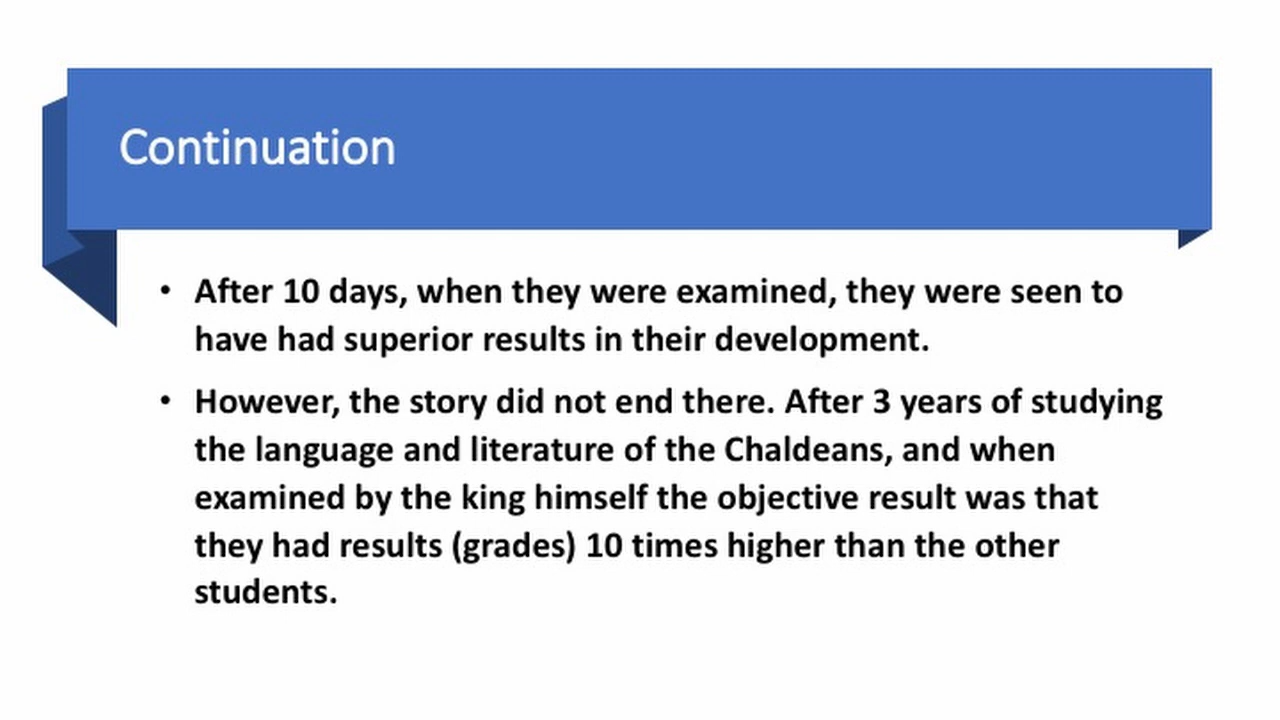 Continuation
• After 10 days, when they were examined, they were seen to
have had superior results in their development.
• However, the story did not end there. After 3 years of studying
the language and literature of the Chaldeans, and when
examined by the king himself the objective result was that
they had results (grades) 10 times higher than the other
students.